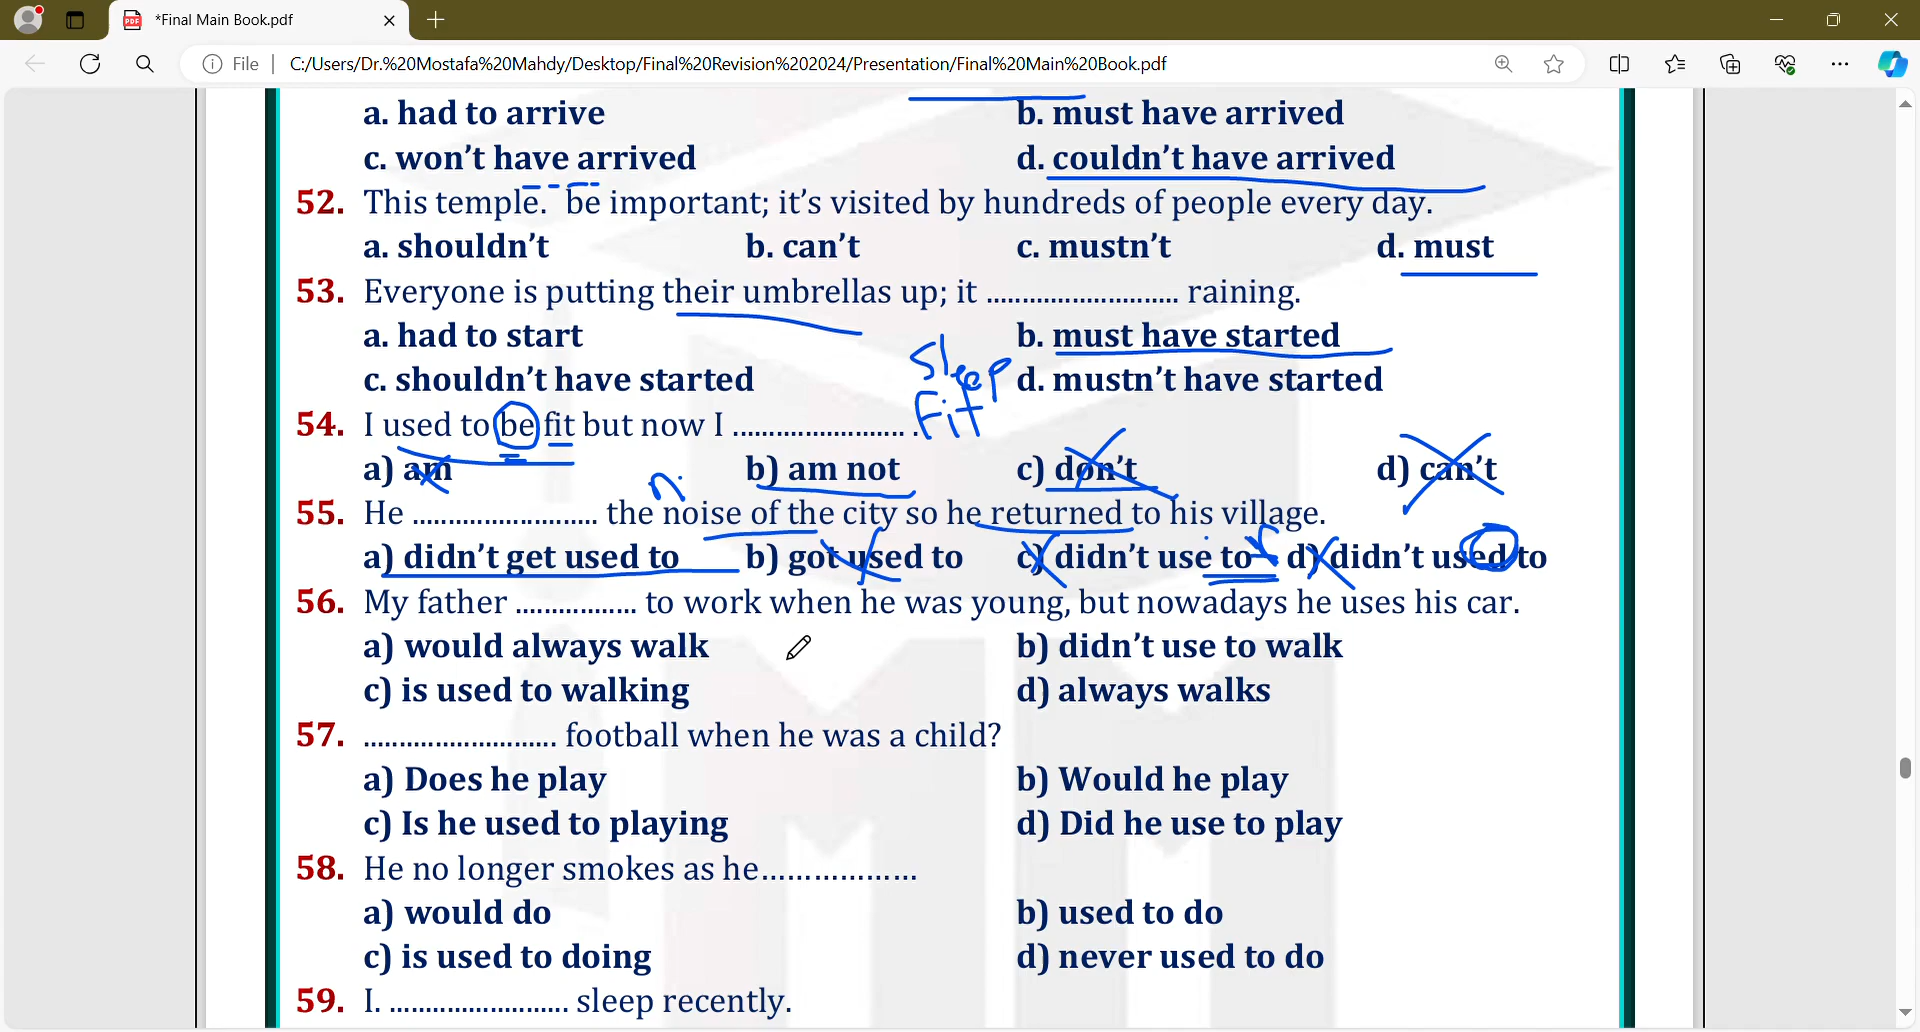 *Final Main Book.pdf
File
C:/Users/Dr.%20Mostafa%20Mahdy/Desktop/Final%20Revision%202024/Presentation/Final%20Main%20Book.pdf
a. had to arrive b. must have arrived
c. won't have arrived d. couldn't have arrived
52. This temple. be important; it's visited by hundreds of people every day.
a. shouldn't b. can't c. mustn't d. must
53. Everyone is putting their umbrellas up; it .......................... raining.
a. had to start b. must have started
Sleep
c. shouldn't have started d. mustn't have started
Fit
54. I used to be fit but now I ........................ .
a) am b) am not c) don't d) can't
n
55. He .......................... the noise of the city so he returned to his village.
a) didn't get used to b) got used to c) didn't use to d) didn't used to
56. My father ................. to work when he was young, but nowadays he uses his car.
a) would always walk b) didn't use to walk
c) is used to walking d) always walks
57. ........................... football when he was a child?
a) Does he play b) Would he play
c) Is he used to playing d) Did he use to play
58. He no longer smokes as he..................
a) would do b) used to do
c) is used to doing d) never used to do
59. I. ......................... sleep recently.